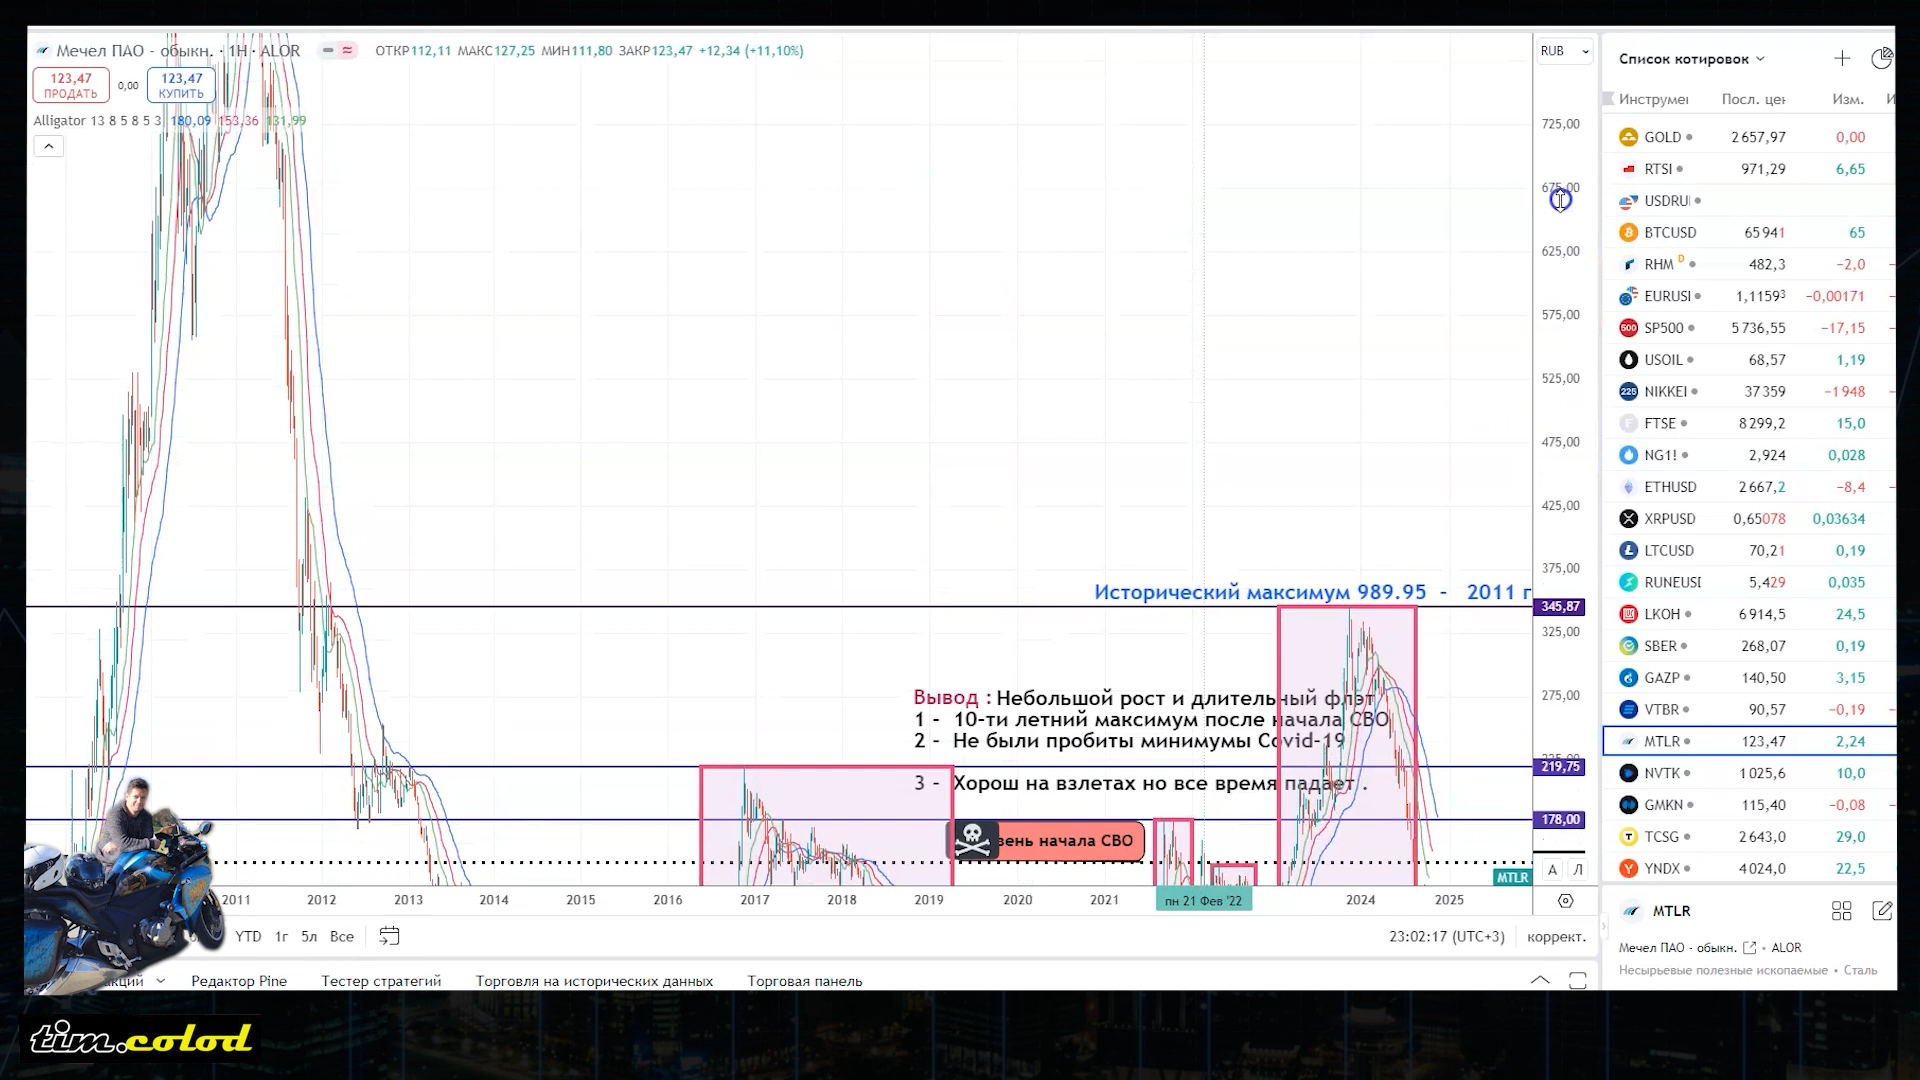 Мечел ПАО - обыкн. · 1Н · ALOR ОТКР112,11 МАКС127,25 МИН111,80 ЗАКР123,47 +12,34 (+11,10%)
123,47 ПРОДАТЬ
0,00
123,47 КУПИТЬ
Alligator 13 8 5 8 5 3 180,09 153,36 131,99
RUB
725,00
675,00
625,00
575,00
525,00
475,00
425,00
375,00
Исторический максимум 989.95 - 2011 г
345,87
325,00
275,00
Вывод : Небольшой рост и длительный флэт
1 - 10-ти летний максимум после начала СВО
2 - Не были пробиты минимумы Covid-19
219,75
3 - Хорош на взлетах но все время падает .
178,00
начала СВО
MTLR
А Л
2011 2012 2013 2014 2015 2016 2017 2018 2019 2020 2021 пн 21 Фев '22 2024 2025
YTD 1г 5л Все
23:02:17 (UTC+3) коррект.
Редактор Pine Тестер стратегий Торговля на исторических данных Торговая панель
Список котировок
Инструмен Посл. цен Изм.
GOLD 2 657,97 0,00
RTSI 971,29 6,65
USDRU
BTCUSD 65 941 65
RHM D 482,3 −2,0
EURUSI 1,11593 −0,00171
SP500 5 736,55 −17,15
USOIL 68,57 1,19
NIKKEI 37 359 −1 948
FTSE 8 299,2 15,0
NG1! 2,924 0,028
ETHUSD 2 667,2 −8,4
XRPUSD 0,65078 0,03634
LTCUSD 70,21 0,19
RUNEUSI 5,429 0,035
LKOH 6 914,5 24,5
SBER 268,07 0,19
GAZP 140,50 3,15
VTBR 90,57 −0,19
MTLR 123,47 2,24
NVTK 1 025,6 10,0
GMKN 115,40 −0,08
TCSG 2 643,0 29,0
YNDX 4 024,0 22,5
MTLR
Мечел ПАО - обыкн. · ALOR
Несырьевые полезные ископаемые · Сталь
tim.colod